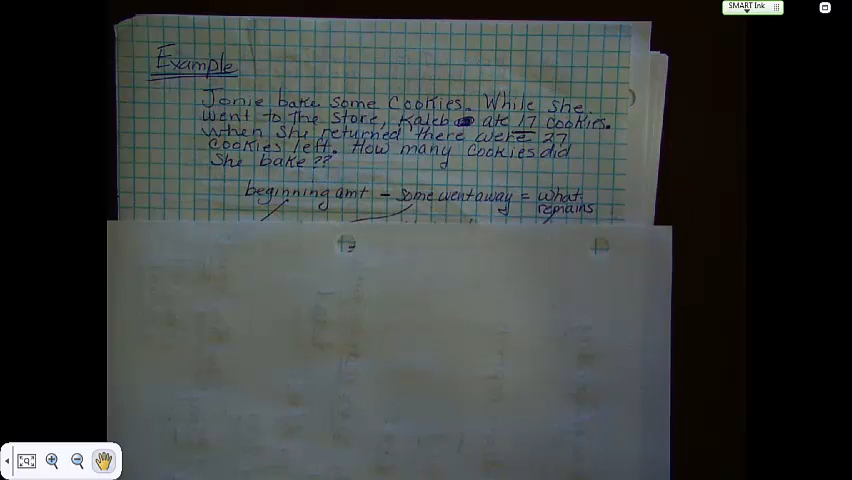 SMART Ink
Example
Jonie bake some Cookies. While she
went to the store, Kaleb ate 17 cookies.
When she returned there were 27
cookies left. How many cookies did
she bake??
beginning amt - some went away = what
remains